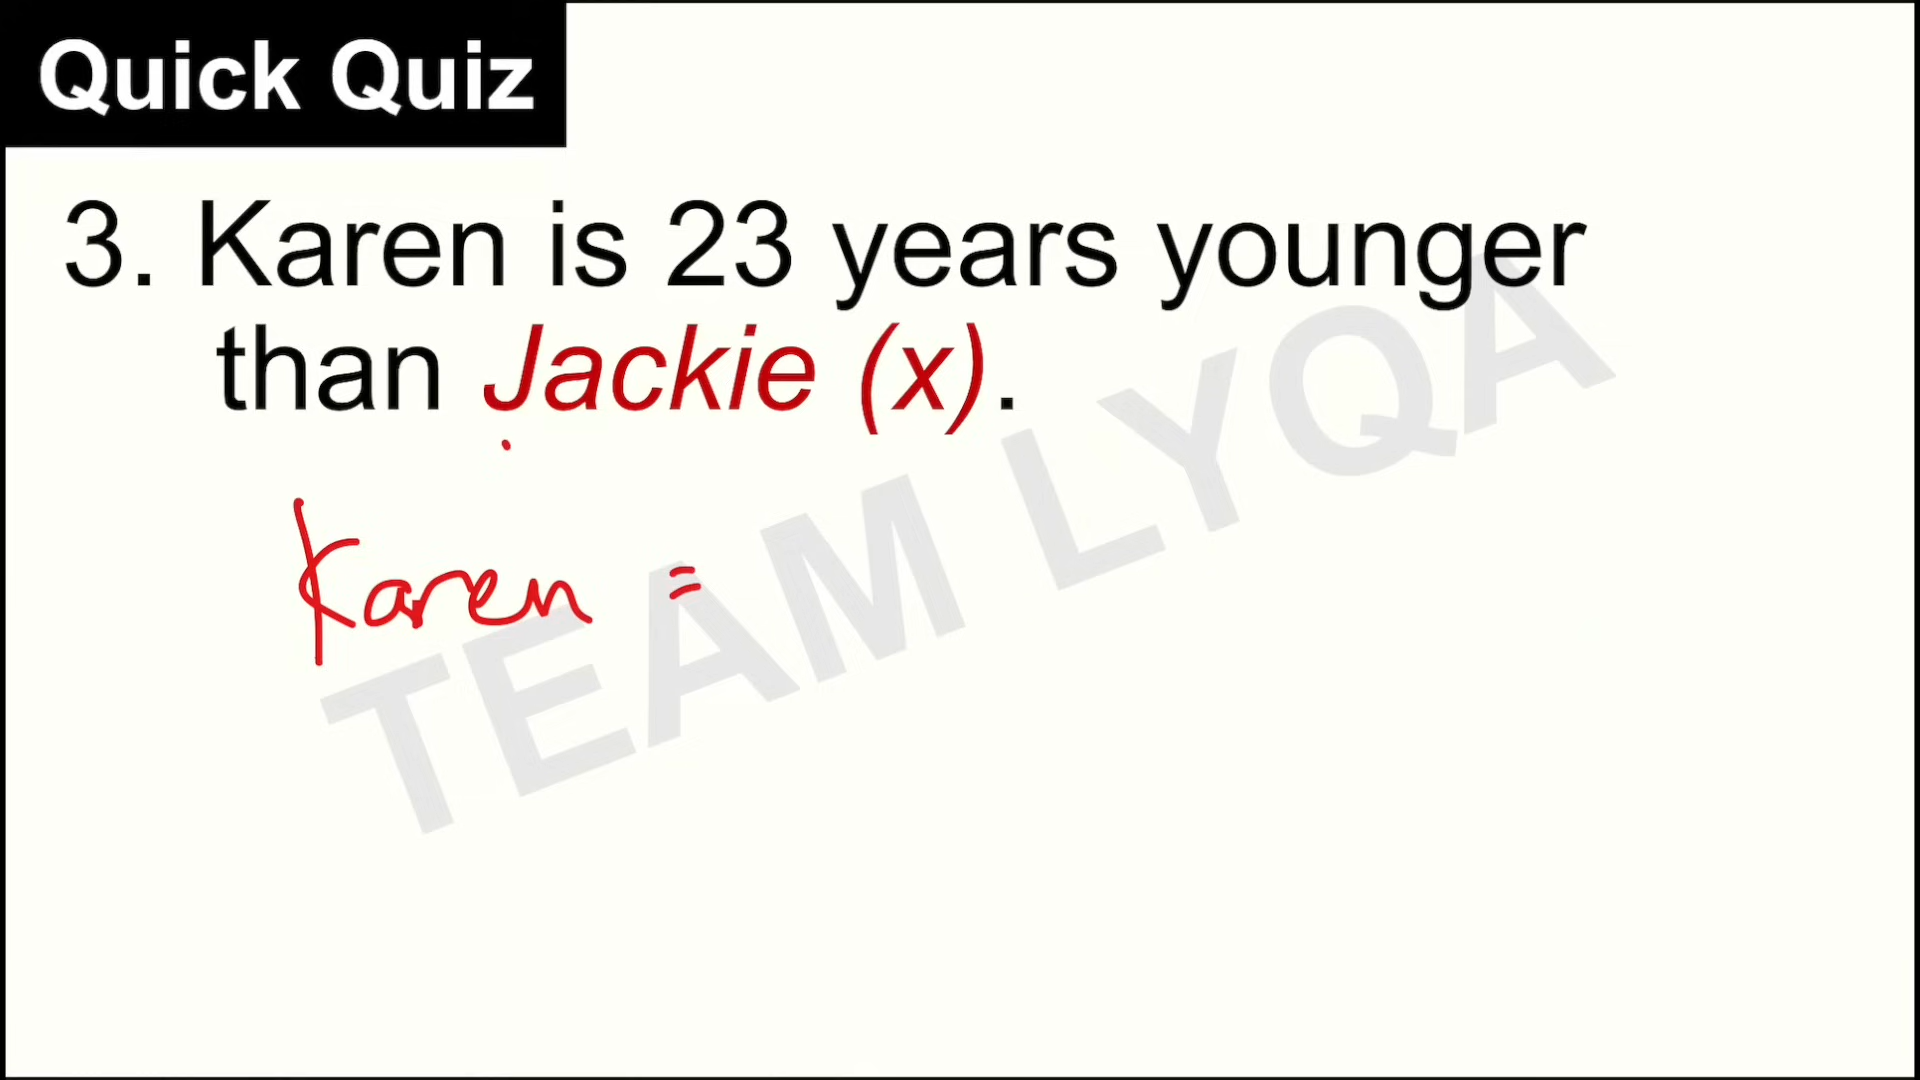 Quick Quiz
3. Karen is 23 years younger
than Jackie (x).
Karen =
TEAM LYQA